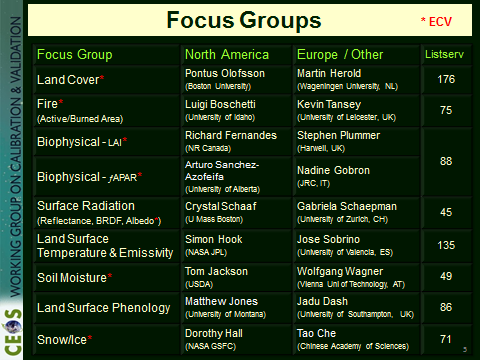 Focus Groups
* ECV
Focus Group
North America
Europe / Other
Listserv
Land Cover*
Pontus Olofsson
(Boston University)
Martin Herold
(Wageningen University, NL)
176
Fire*
(Active/Burned Area)
Luigi Boschetti
(University of Idaho)
Kevin Tansey
(University of Leicester, UK)
75
Biophysical - LAI*
Richard Fernandes
(NR Canada)
Stephen Plummer
(Harwell, UK)
88
Biophysical - fAPAR*
Arturo Sanchez-
Azofeifa
(University of Alberta)
Nadine Gobron
(JRC, IT)
Surface Radiation
(Reflectance, BRDF, Albedo*)
Crystal Schaaf
(U Mass Boston)
Gabriela Schaepman
(University of Zurich, CH)
45
Land Surface
Temperature & Emissivity
Simon Hook
(NASA JPL)
Jose Sobrino
(University of Valencia, ES)
135
Soil Moisture*
Tom Jackson
(USDA)
Wolfgang Wagner
(Vienna Uni of Technology, AT)
49
Land Surface Phenology
Matthew Jones
(University of Montana)
Jadu Dash
(University of Southampton, UK)
86
Snow/Ice*
Dorothy Hall
(NASA GSFC)
Tao Che
(Chinese Academy of Sciences)
71
WORKING GROUP ON CALIBRATION & VALIDATION
CEOS
5